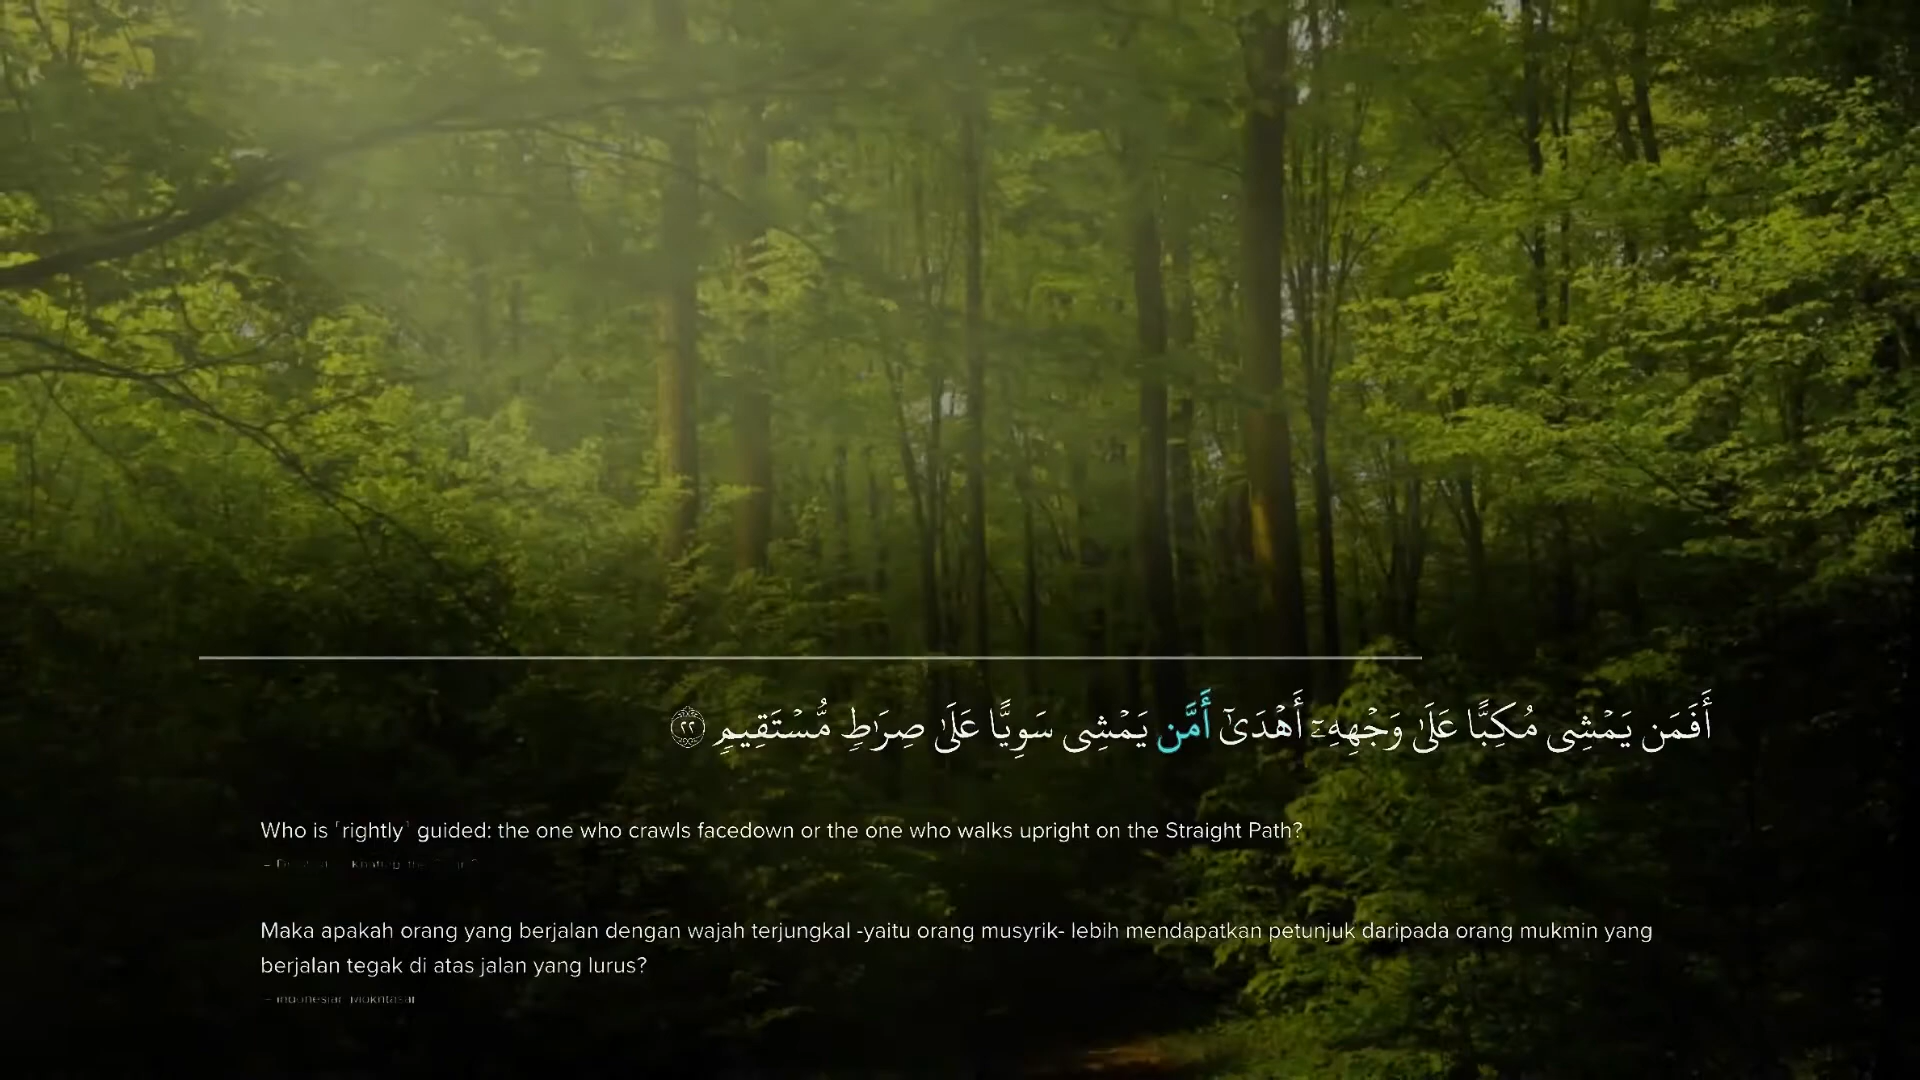 أَفَمَن يَمْشِى مُكِبًّا عَلَىٰ وَجْهِهِۦٓ أَهْدَىٰٓ أَمَّن يَمْشِى سَوِيًّا عَلَىٰ صِرَٰطٍ مُّسْتَقِيمٍ ٢٢
Who is ˹rightly˺ guided: the one who crawls facedown or the one who walks upright on the Straight Path?
Maka apakah orang yang berjalan dengan wajah terjungkal -yaitu orang musyrik- lebih mendapatkan petunjuk daripada orang mukmin yang
berjalan tegak di atas jalan yang lurus?
– Indonesian Mokhtasar